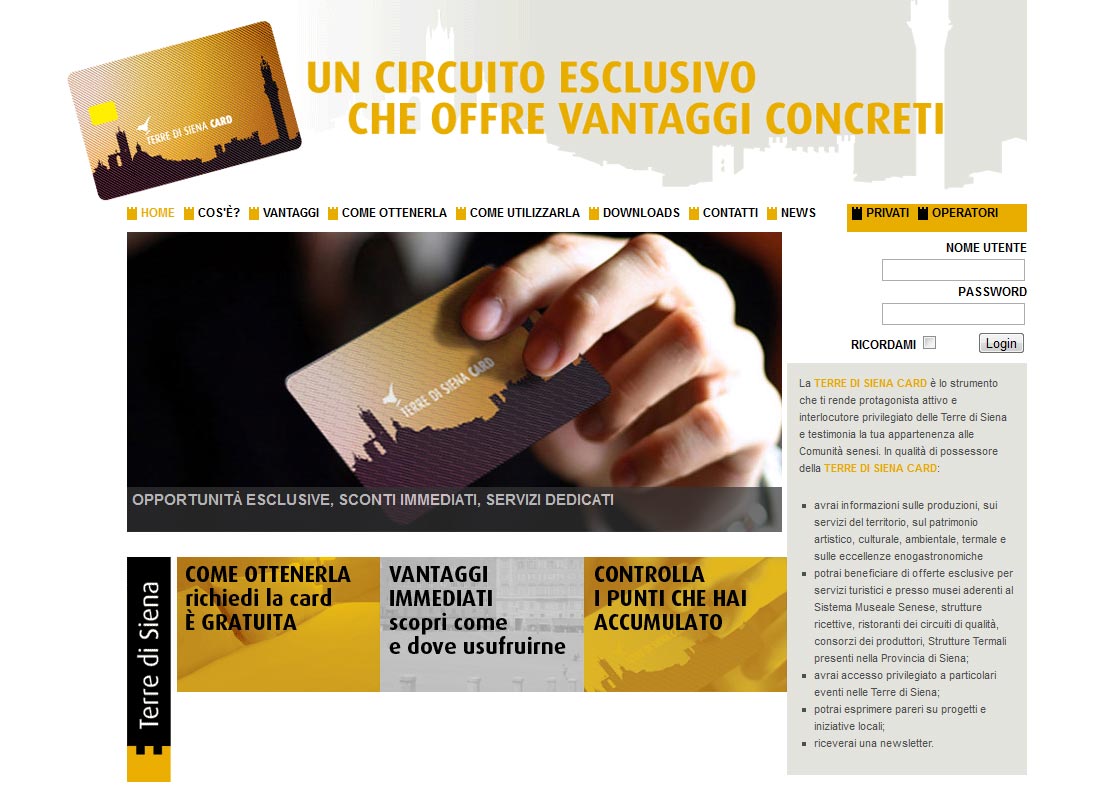 TERRE DI SIENA CARD
UN CIRCUITO ESCLUSIVO
CHE OFFRE VANTAGGI CONCRETI
HOME COS'È? VANTAGGI COME OTTENERLA COME UTILIZZARLA DOWNLOADS CONTATTI NEWS PRIVATI OPERATORI
NOME UTENTE
PASSWORD
RICORDAMI Login
TERRE DI SIENA CARD
OPPORTUNITÀ ESCLUSIVE, SCONTI IMMEDIATI, SERVIZI DEDICATI
La TERRE DI SIENA CARD è lo strumento
che ti rende protagonista attivo e
interlocutore privilegiato delle Terre di Siena
e testimonia la tua appartenenza alle
Comunità senesi. In qualità di possessore
della TERRE DI SIENA CARD:
avrai informazioni sulle produzioni, sui
servizi del territorio, sul patrimonio
artistico, culturale, ambientale, termale e
sulle eccellenze enogastronomiche
potrai beneficiare di offerte esclusive per
servizi turistici e presso musei aderenti al
Sistema Museale Senese, strutture
ricettive, ristoranti dei circuiti di qualità,
consorzi dei produttori, Strutture Termali
presenti nella Provincia di Siena;
avrai accesso privilegiato a particolari
eventi nelle Terre di Siena;
potrai esprimere pareri su progetti e
iniziative locali;
riceverai una newsletter.
Terre di Siena
COME OTTENERLA
richiedi la card
È GRATUITA
VANTAGGI
IMMEDIATI
scopri come
e dove usufruirne
CONTROLLA
I PUNTI CHE HAI
ACCUMULATO